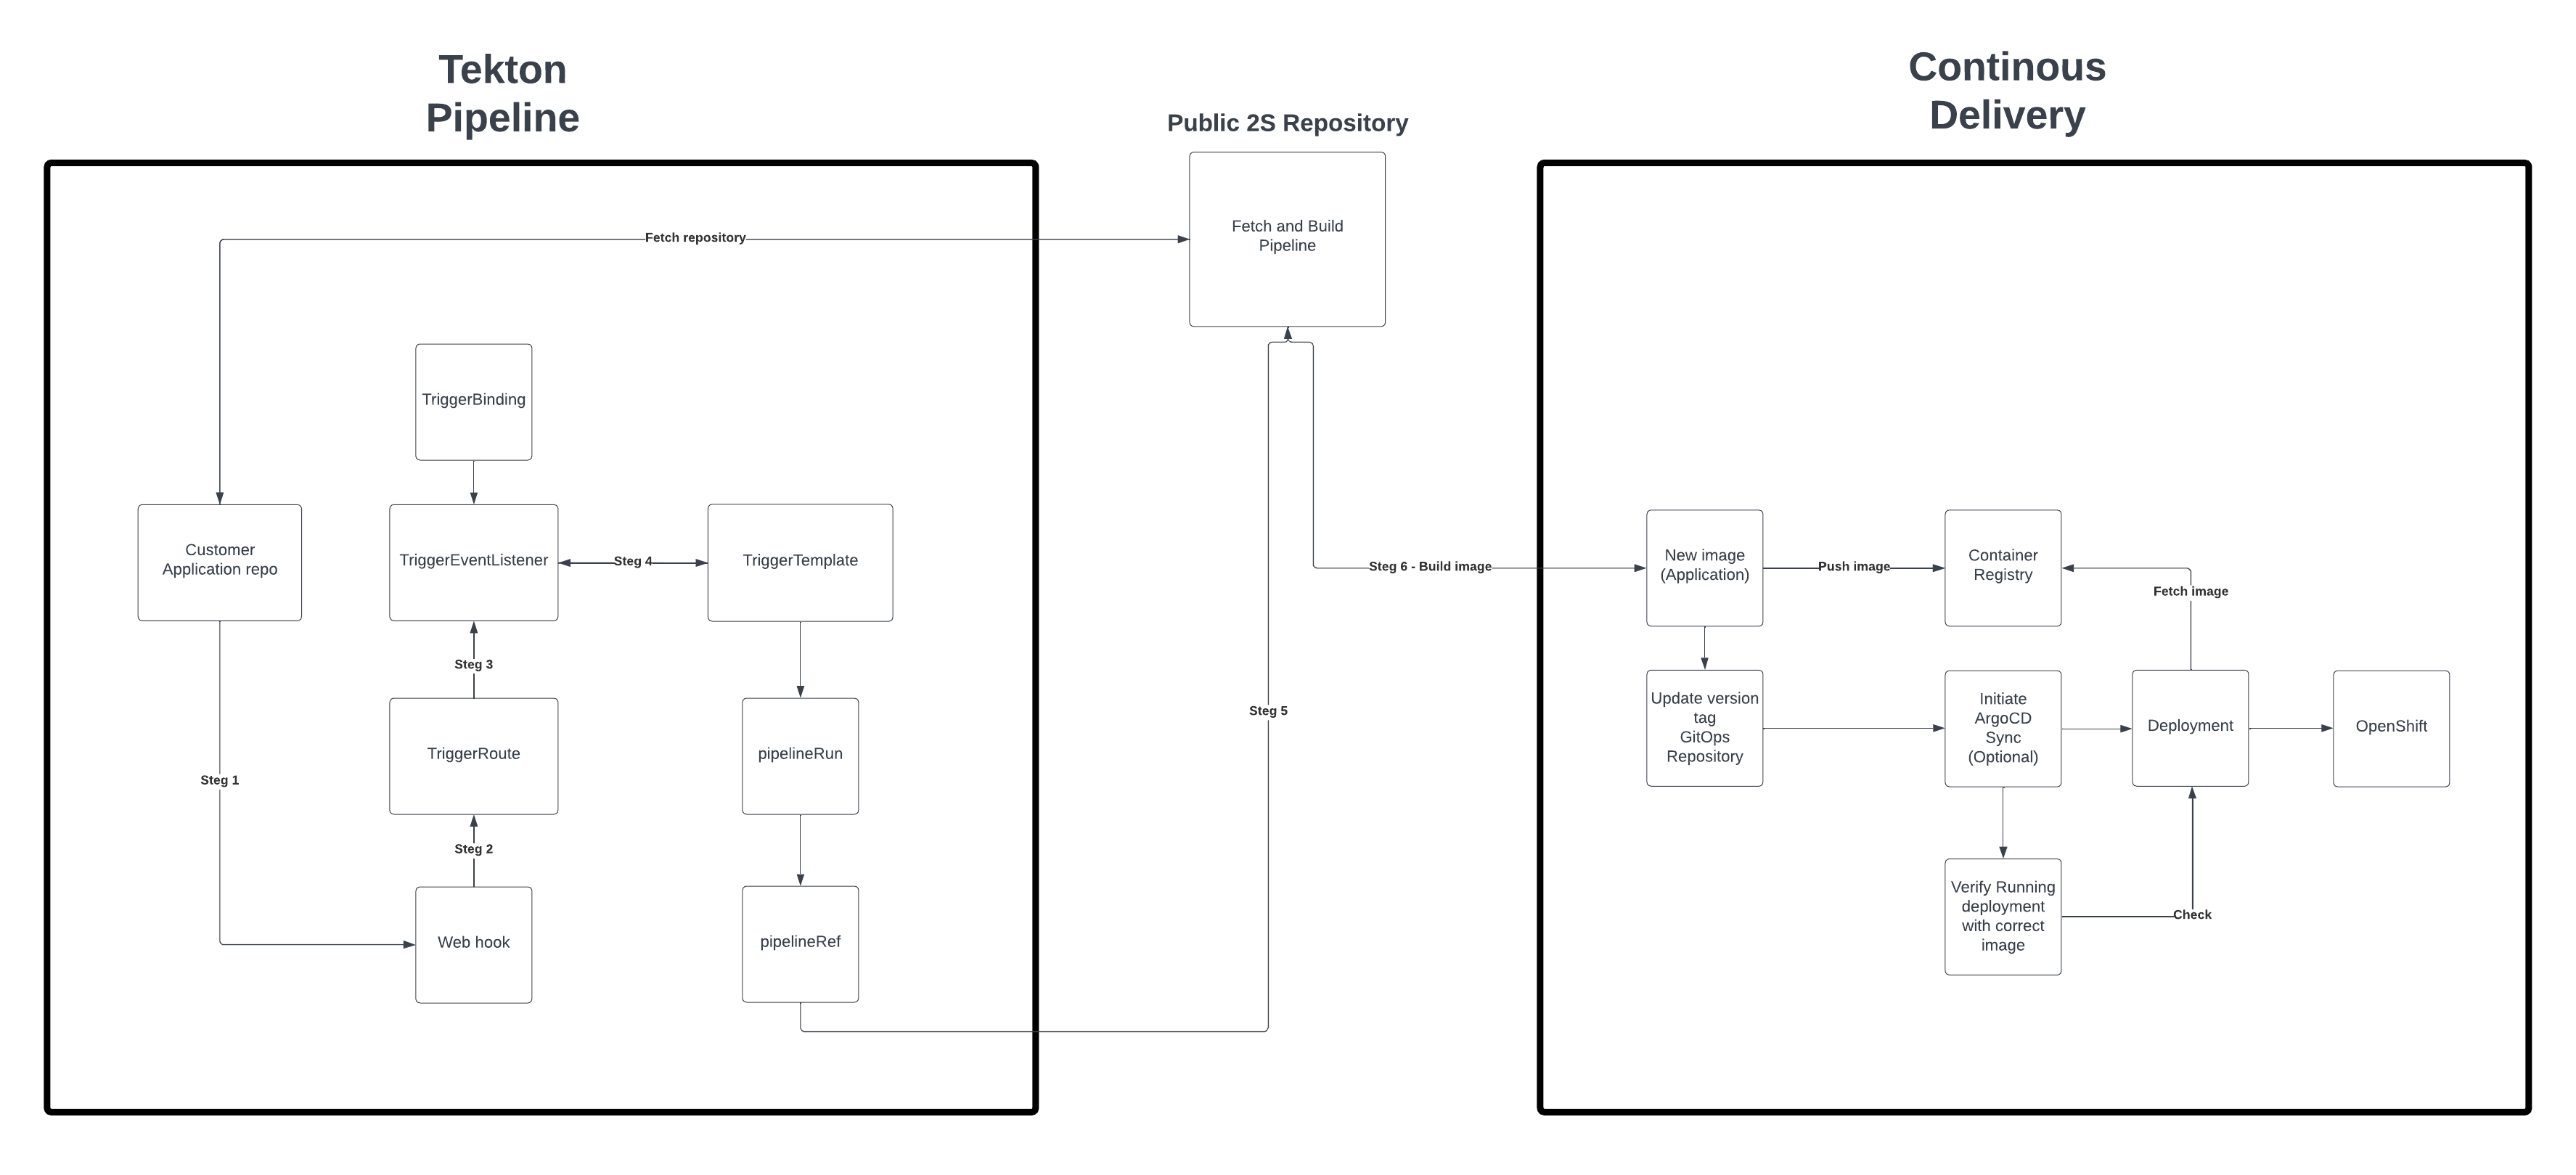 Tekton
Pipeline
Public 2S Repository
Continous
Delivery
Fetch repository
Fetch and Build
Pipeline
TriggerBinding
Customer
Application repo
TriggerEventListener
Steg 4
TriggerTemplate
Steg 3
TriggerRoute
pipelineRun
Steg 1
Steg 2
Web hook
pipelineRef
Steg 5
Steg 6 - Build image
New image
(Application)
Push image
Container
Registry
Fetch image
Update version
tag
GitOps
Repository
Initiate
ArgoCD
Sync
(Optional)
Deployment
OpenShift
Verify Running
deployment
with correct
image
Check